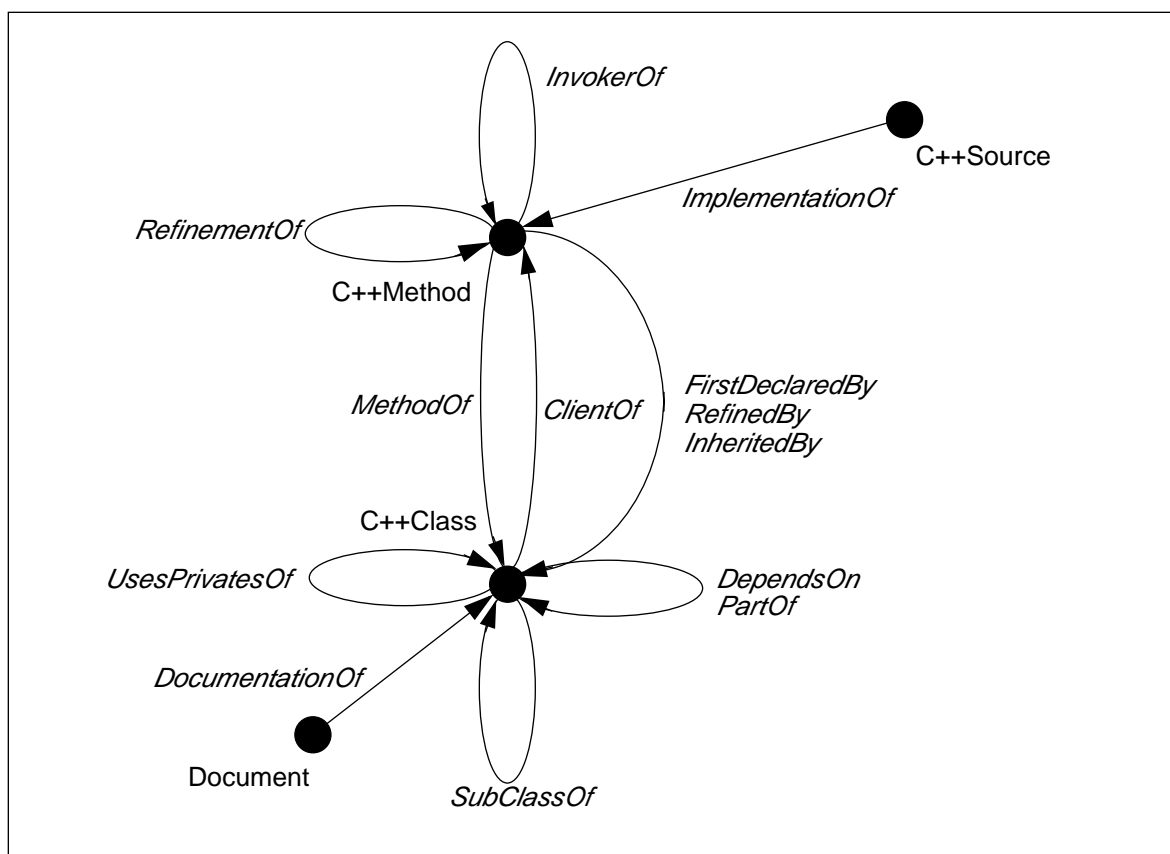 InvokerOf
C++Source
ImplementationOf
RefinementOf
C++Method
MethodOf
ClientOf
FirstDeclaredBy
RefinedBy
InheritedBy
C++Class
UsesPrivatesOf
DependsOn
PartOf
DocumentationOf
Document
SubClassOf